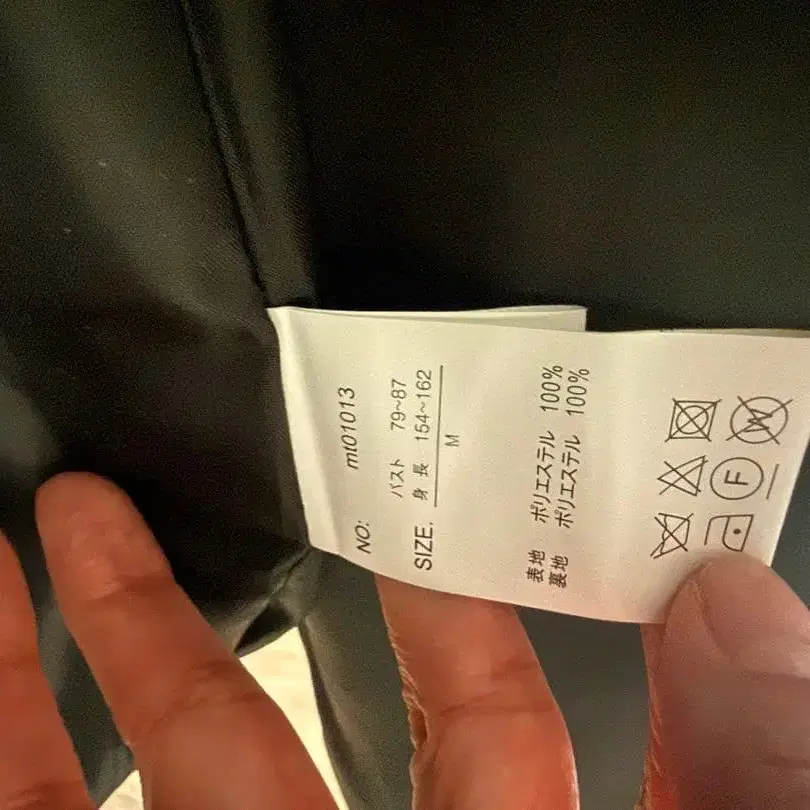 NO: mt01013
SIZE. バスト 79~87
身 長 154~162
M
表地 ポリエステル 100%
裏地 ポリエステル 100%
W
F